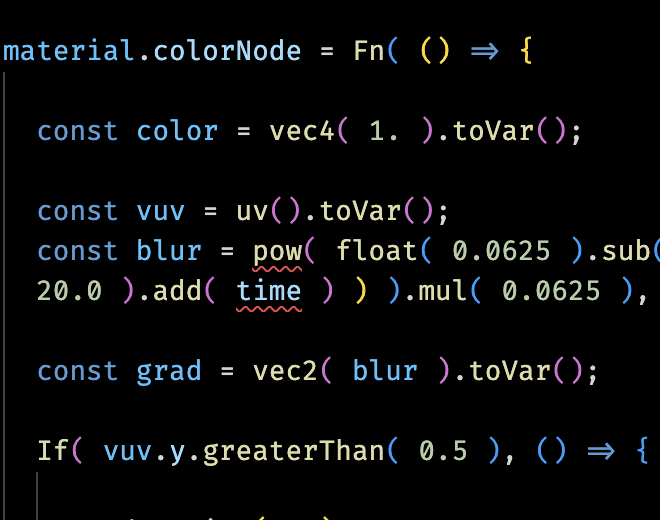 material.colorNode = Fn( () => {
const color = vec4( 1. ).toVar();
const vuv = uv().toVar();
const blur = pow( float( 0.0625 ).sub(
20.0 ).add( time ) ) ).mul( 0.0625 ),
const grad = vec2( blur ).toVar();
If( vuv.y.greaterThan( 0.5 ), () => {